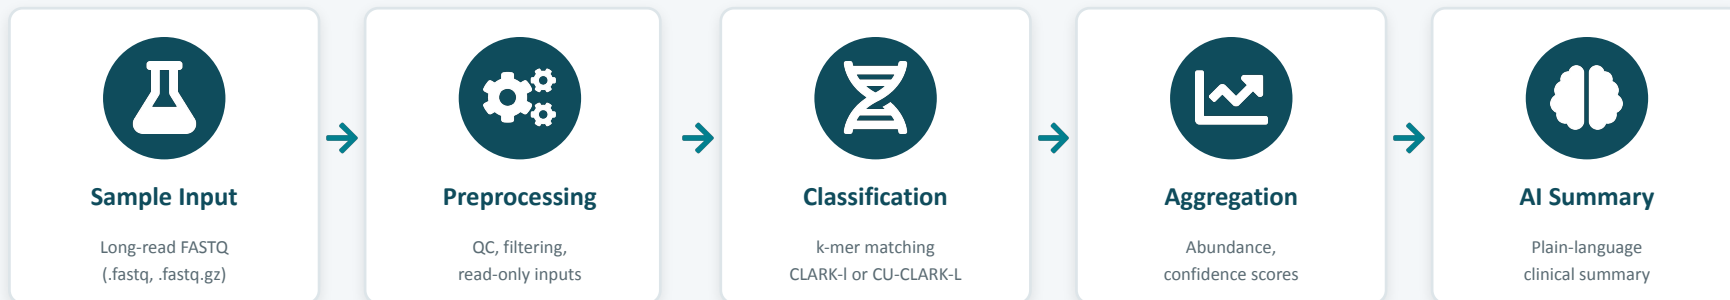 Sample Input
Long-read FASTQ
(.fastq, .fastq.gz)
Preprocessing
QC, filtering,
read-only inputs
Classification
k-mer matching
CLARK-l or CU-CLARK-L
Aggregation
Abundance,
confidence scores
AI Summary
Plain-language
clinical summary